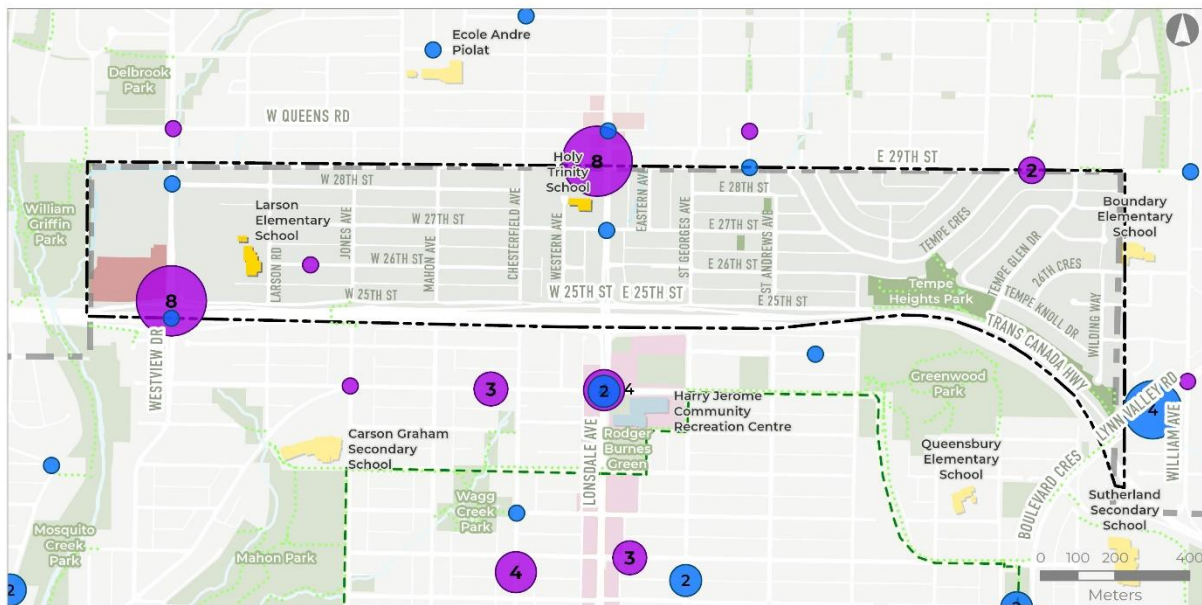 Ecole Andre
Piolat
Delbrook
Park
W QUEENS RD
8
Holy
Trinity
School
E 29TH ST
2
W 28TH ST
E 28TH ST
William
Griffin
Park
Larson
Elementary
School
JONES AVE
W 27TH ST
MAHON AVE
CHESTERFIELD AVE
WESTERN AVE
EASTERN AVE
E 27TH ST
ST GEORGES AVE
ST ANDREWS AVE
TEMPE CRES
Boundary
Elementary
School
LARSON RD
W 26TH ST
E 26TH ST
TEMPE GLEN DR
26TH CRES
W 25TH ST
W 25TH ST
E 25TH ST
E 25TH ST
Tempe
Heights Park
TEMPE KNOLL DR
WILDING WAY
8
TRANS CANADA HWY
WESTVIEW DR
3
2
4
Harry Jerome
Community
Recreation Centre
Greenwood
Park
LYNN VALLEY RD
4
WILLIAM AVE
Carson Graham
Secondary
School
LONSDALE AVE
Rodger
Burnes
Green
Queensbury
Elementary
School
BOULEVARD CRES
Wagg
Creek
Park
Sutherland
Secondary
School
Mosquito
Creek
Park
Mahon Park
4
3
2
2
2
0 100 200 400
Meters